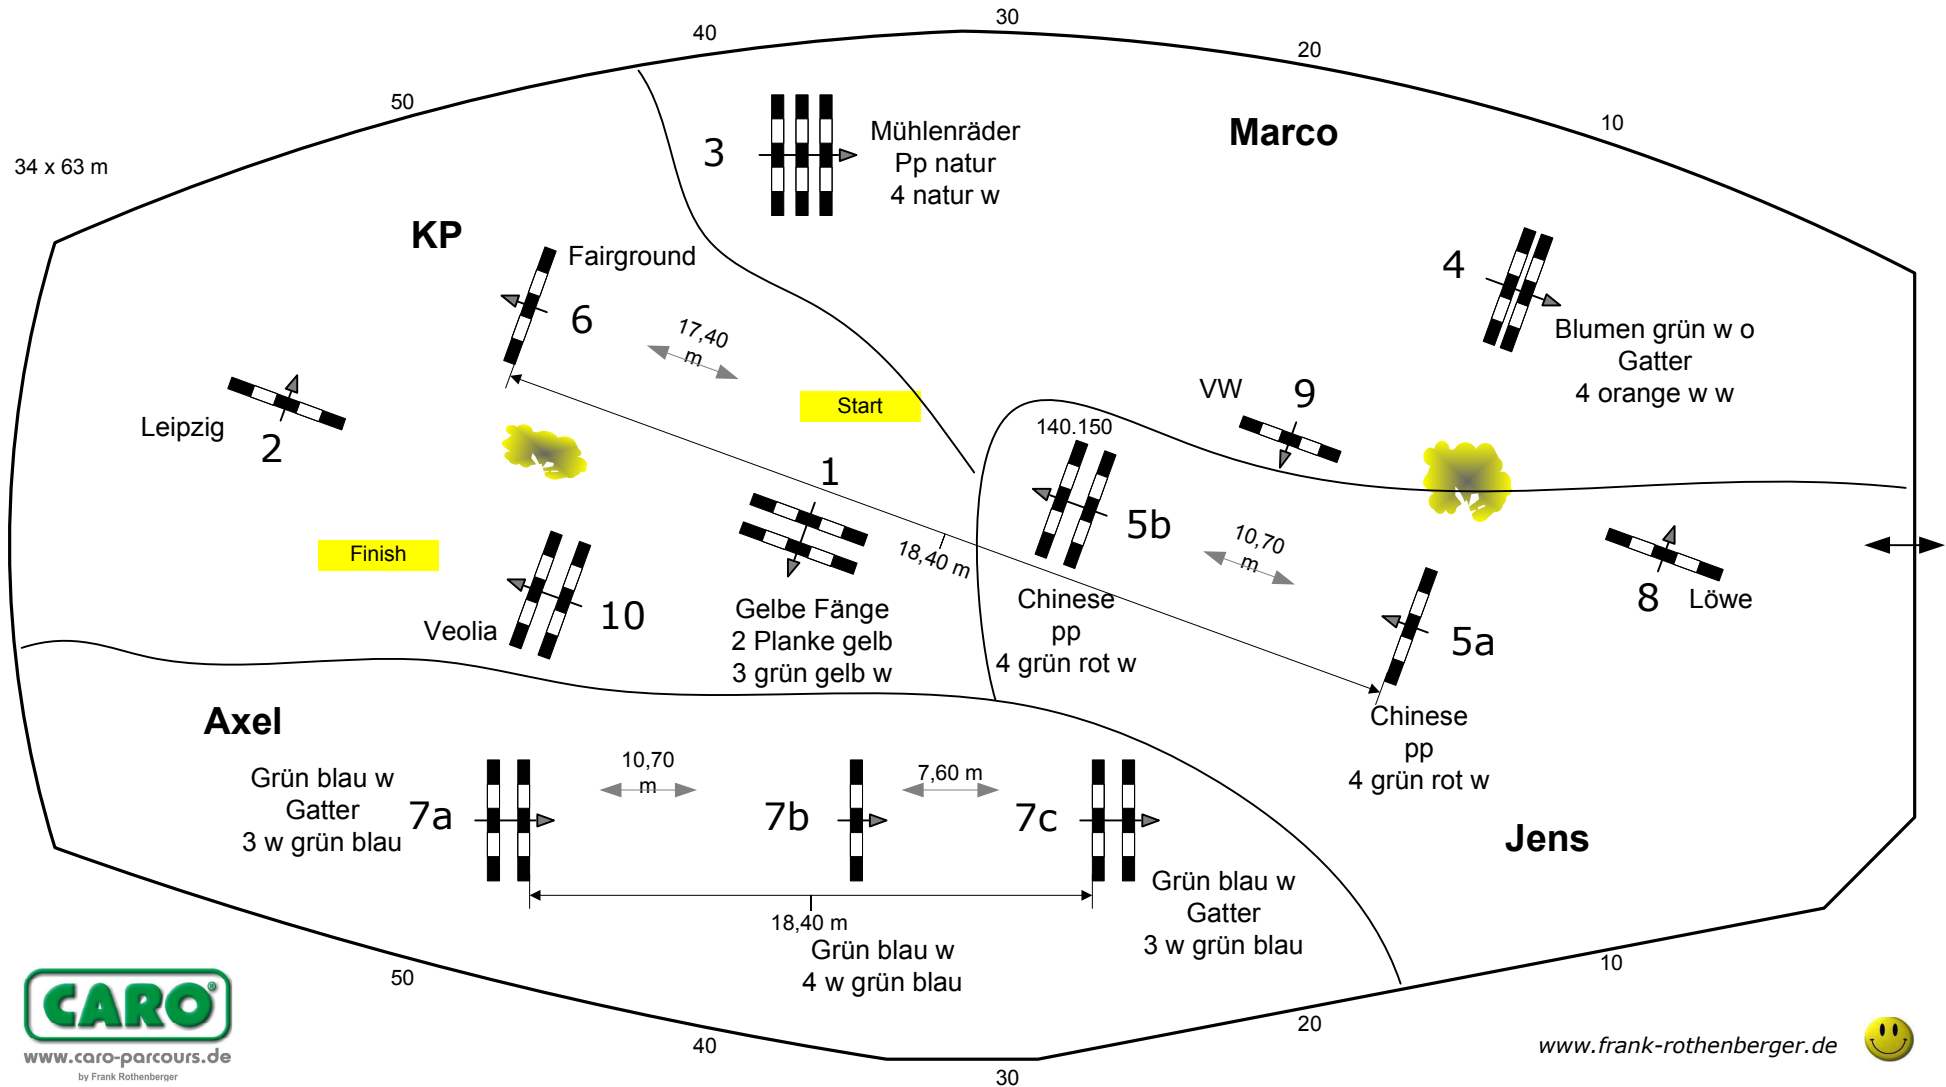 30
40
20
50
10
34 x 63 m
3
Mühlenräder
Pp natur
4 natur w
Marco
KP
Fairground
6
17,40
m
4
Blumen grün w o
Gatter
4 orange w w
Leipzig
2
Start
VW
9
140.150
1
5b
10,70
m
18,40 m
Finish
Veolia
10
Gelbe Fänge
2 Planke gelb
3 grün gelb w
Chinese
pp
4 grün rot w
8
Löwe
5a
Chinese
pp
4 grün rot w
Axel
Grün blau w
Gatter
3 w grün blau
7a
10,70
m
7b
7,60 m
7c
Jens
18,40 m
Grün blau w
4 w grün blau
Grün blau w
Gatter
3 w grün blau
50
40
30
20
10
CARO®
www.caro-parcours.de
by Frank Rothenberger
www.frank-rothenberger.de